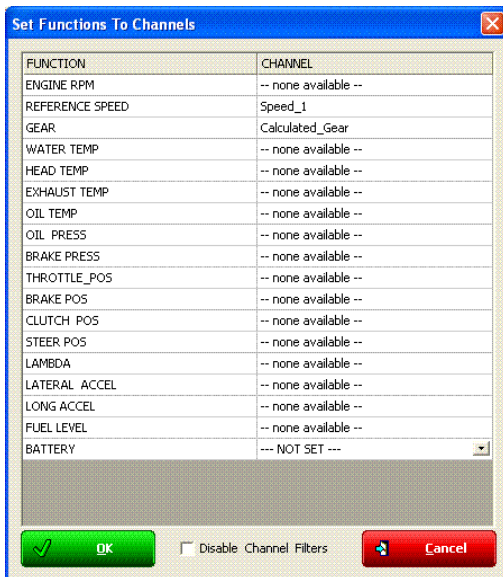 Set Functions To Channels
FUNCTION CHANNEL
ENGINE RPM -- none available --
REFERENCE SPEED Speed_1
GEAR Calculated_Gear
WATER TEMP -- none available --
HEAD TEMP -- none available --
EXHAUST TEMP -- none available --
OIL TEMP -- none available --
OIL PRESS -- none available --
BRAKE PRESS -- none available --
THROTTLE_POS -- none available --
BRAKE POS -- none available --
CLUTCH POS -- none available --
STEER POS -- none available --
LAMBDA -- none available --
LATERAL ACCEL -- none available --
LONG ACCEL -- none available --
FUEL LEVEL -- none available --
BATTERY --- NOT SET ---
OK Disable Channel Filters Cancel